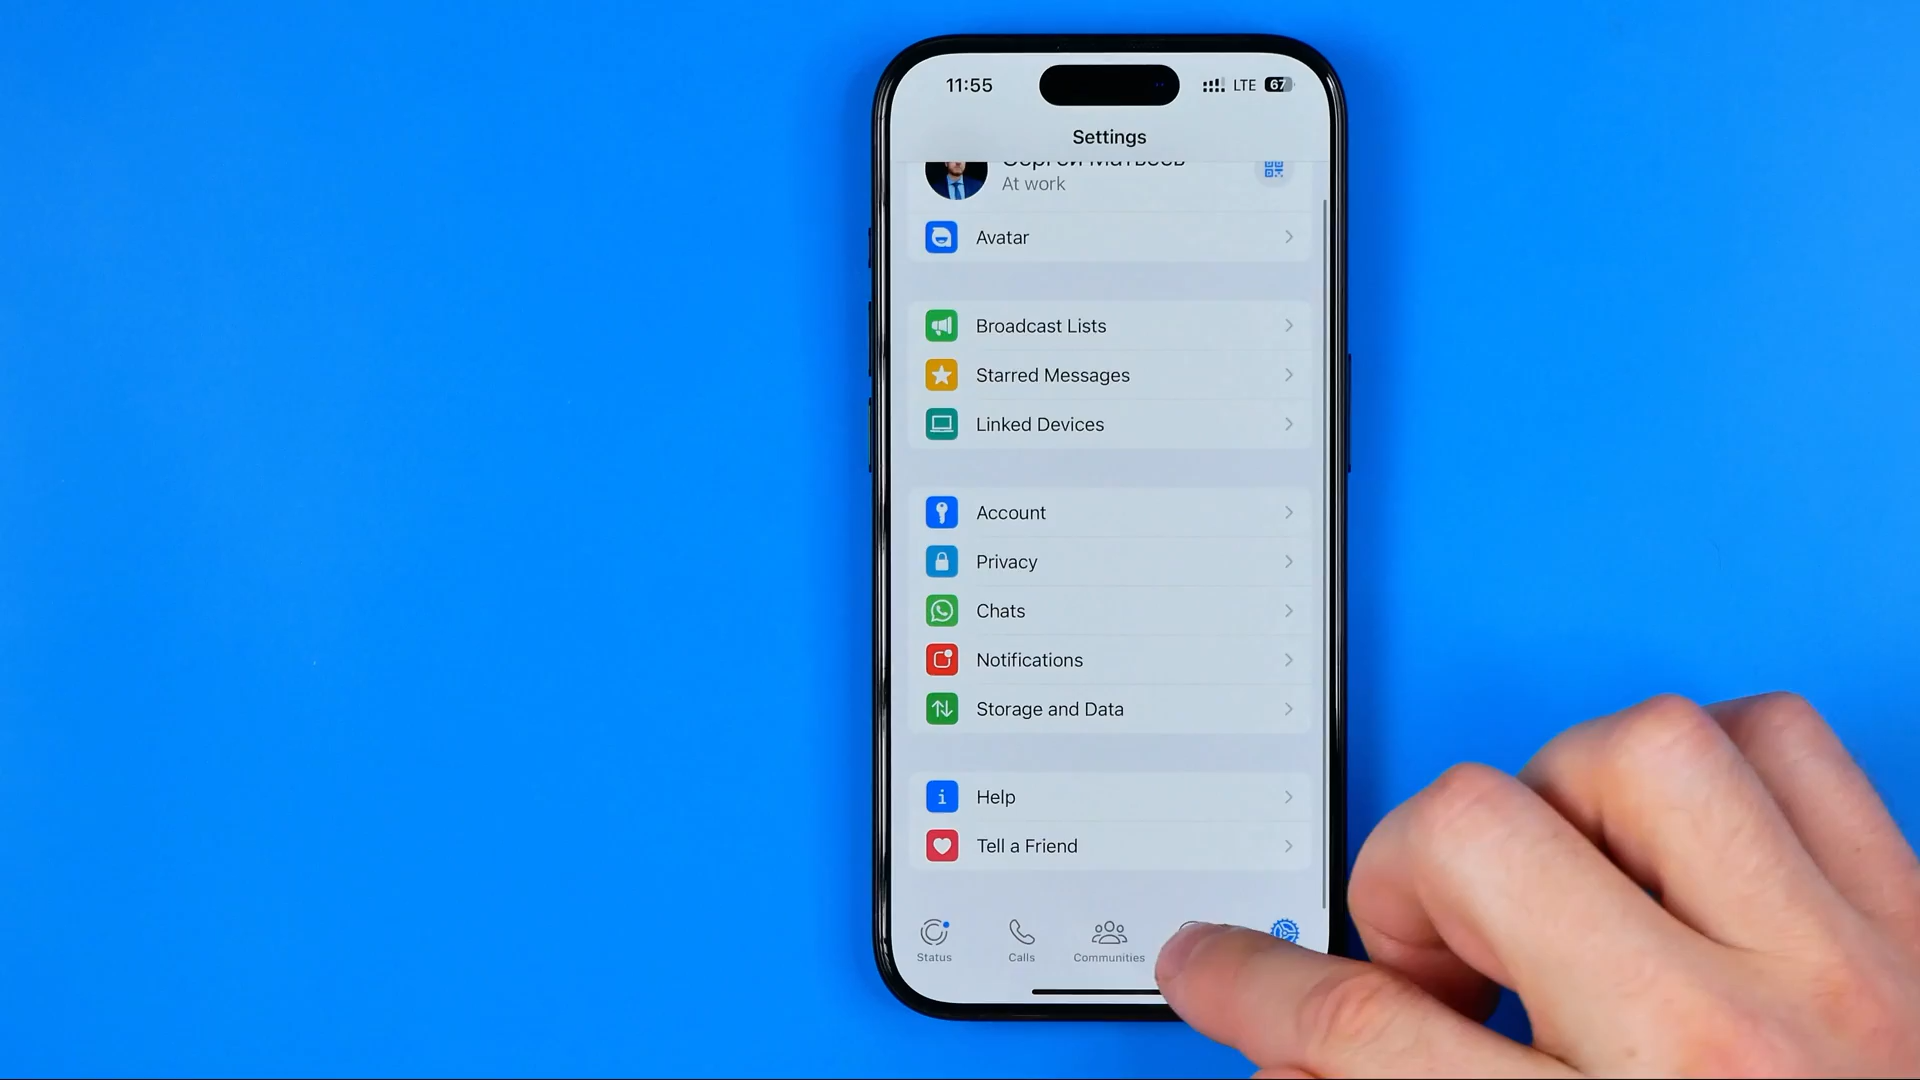 11:55
LTE 67
Settings
At work
Avatar
Broadcast Lists
Starred Messages
Linked Devices
Account
Privacy
Chats
Notifications
Storage and Data
Help
Tell a Friend
Status
Calls
Communities